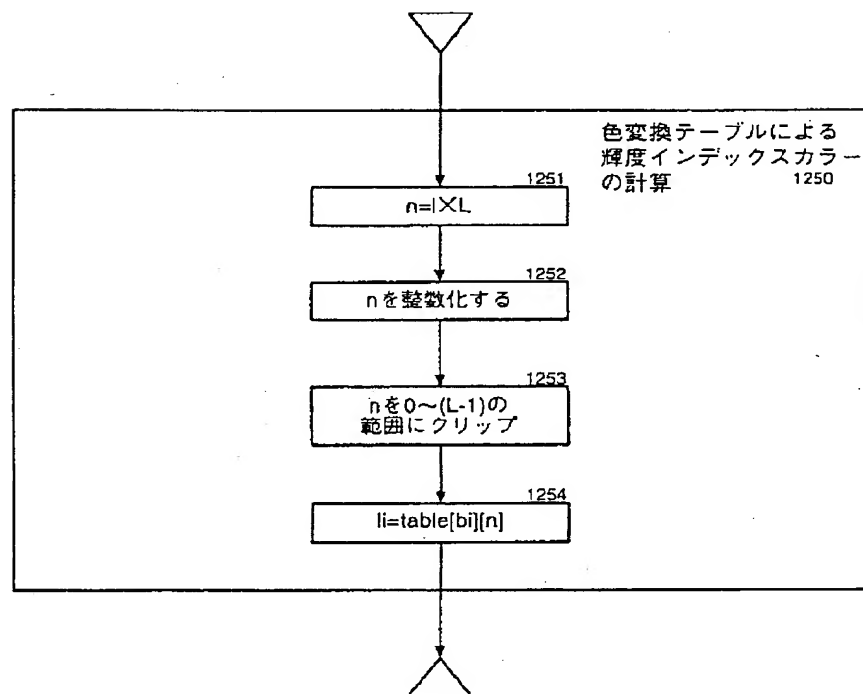 色変換テーブルによる
輝度インデックスカラー
の計算 1250
1251
n=l×L
1252
nを整数化する
1253
nを0～(L-1)の
範囲にクリップ
1254
li=table[bi][n]